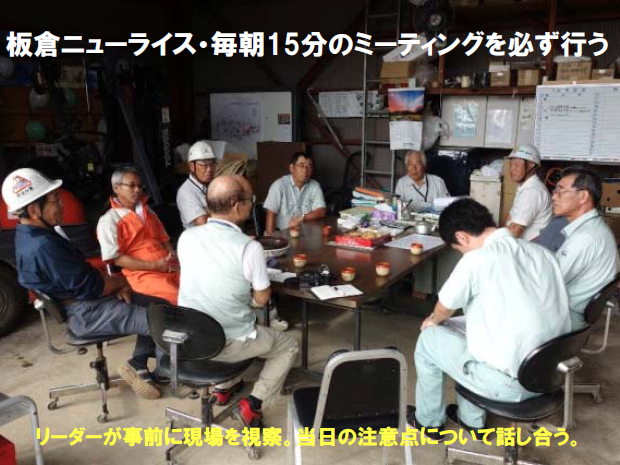 板倉ニューライス・毎朝15分のミーティングを必ず行う
リーダーが事前に現場を視察。当日の注意点について話し合う。